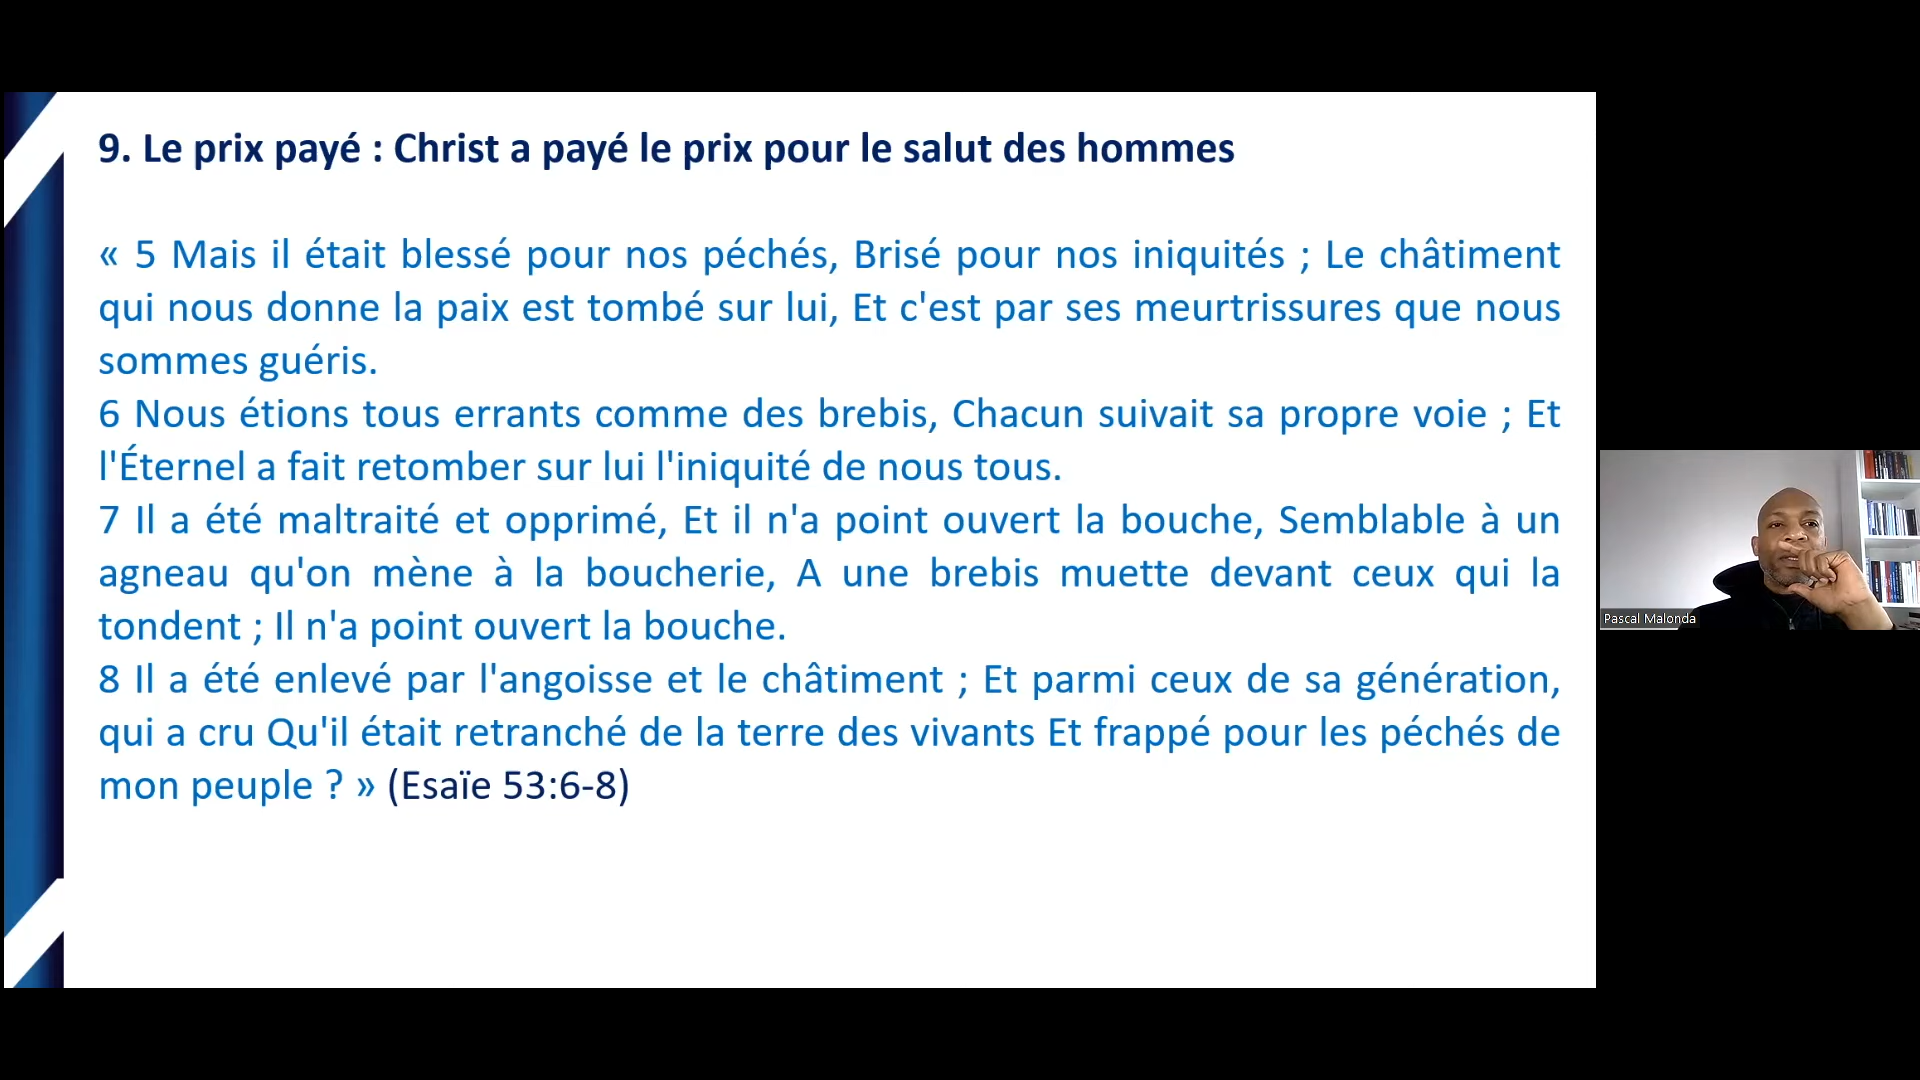 9. Le prix payé : Christ a payé le prix pour le salut des hommes
« 5 Mais il était blessé pour nos péchés, Brisé pour nos iniquités ; Le châtiment
qui nous donne la paix est tombé sur lui, Et c'est par ses meurtrissures que nous
sommes guéris.
6 Nous étions tous errants comme des brebis, Chacun suivait sa propre voie ; Et
l'Éternel a fait retomber sur lui l'iniquité de nous tous.
7 Il a été maltraité et opprimé, Et il n'a point ouvert la bouche, Semblable à un
agneau qu'on mène à la boucherie, A une brebis muette devant ceux qui la
tondent ; Il n'a point ouvert la bouche.
8 Il a été enlevé par l'angoisse et le châtiment ; Et parmi ceux de sa génération,
qui a cru Qu'il était retranché de la terre des vivants Et frappé pour les péchés de
mon peuple ? » (Esaïe 53:6-8)
Pascal Malonda